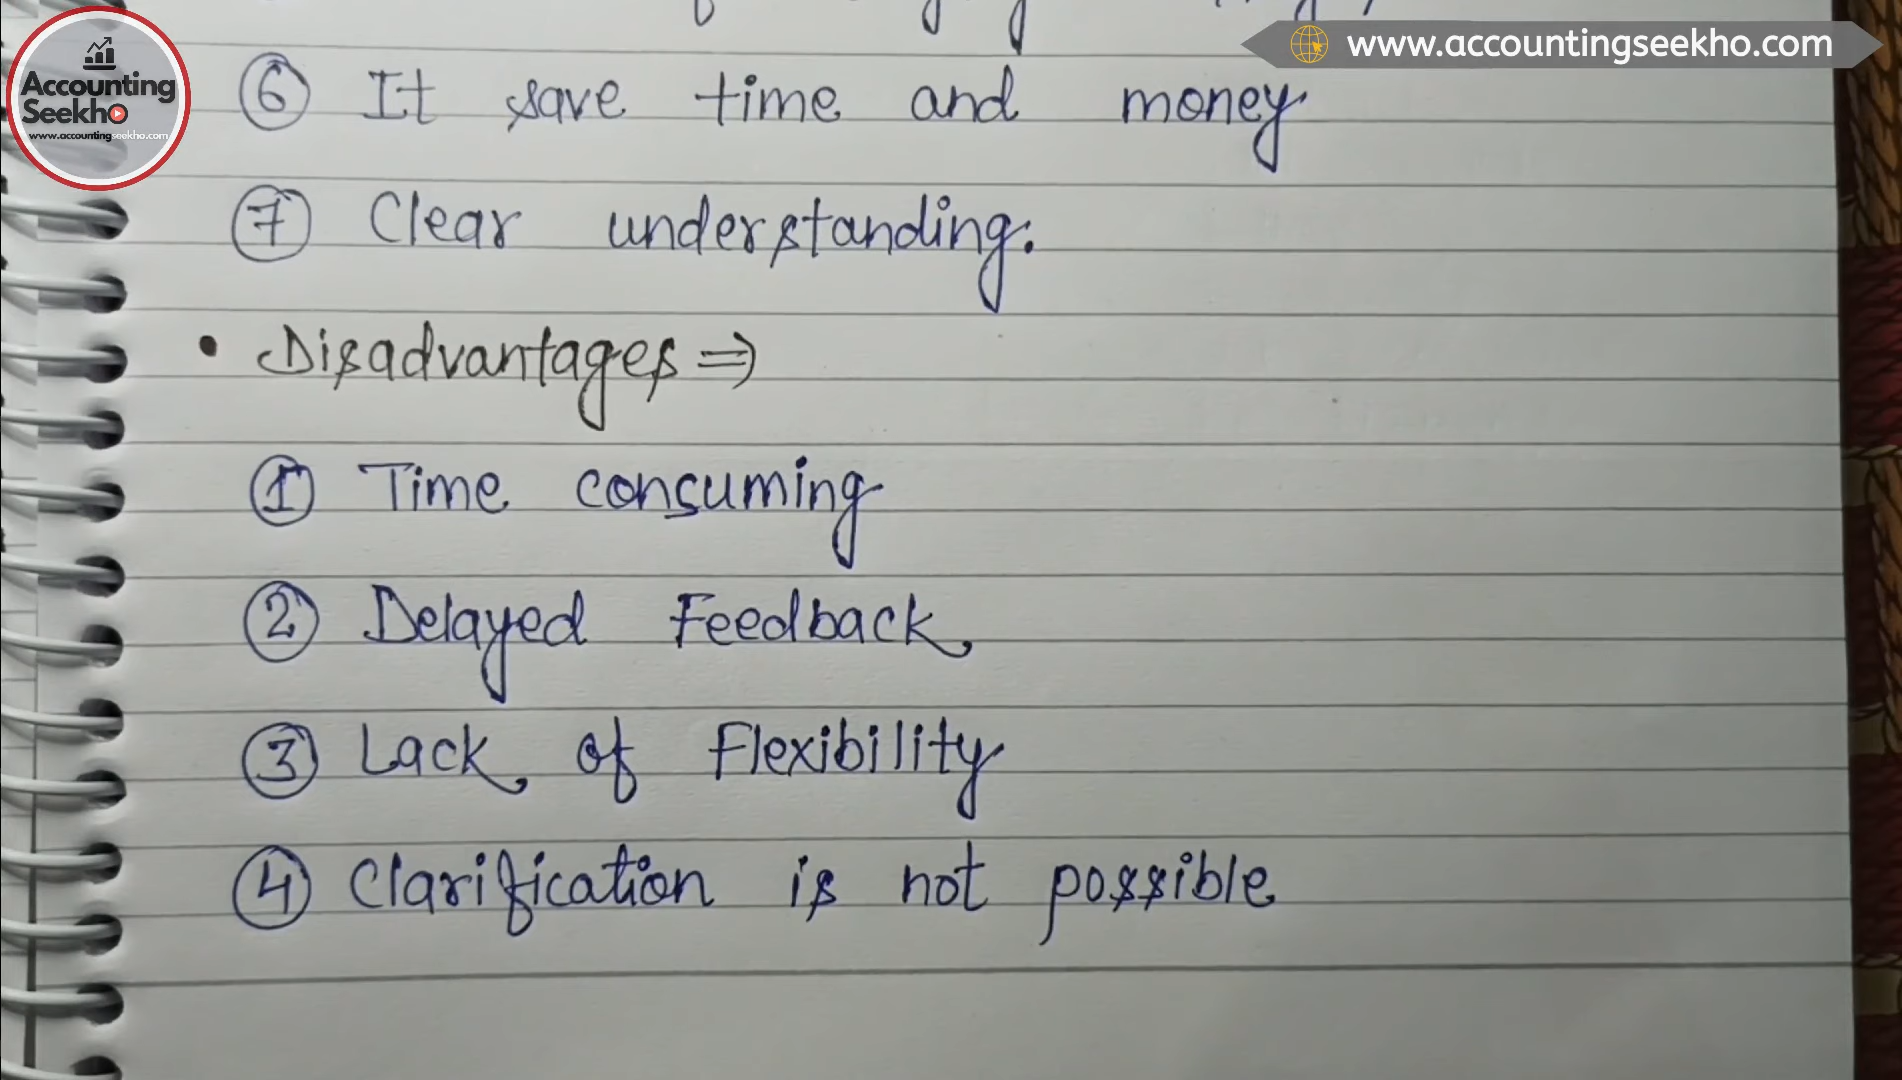 www.accountingseekho.com
Accounting
Seekho
www.accountingseekho.com
6 It save time and money
7 Clear understanding.
• Disadvantages ⇒
1 Time consuming
2 Delayed Feedback
3 Lack of Flexibility
4 Clarification is not possible